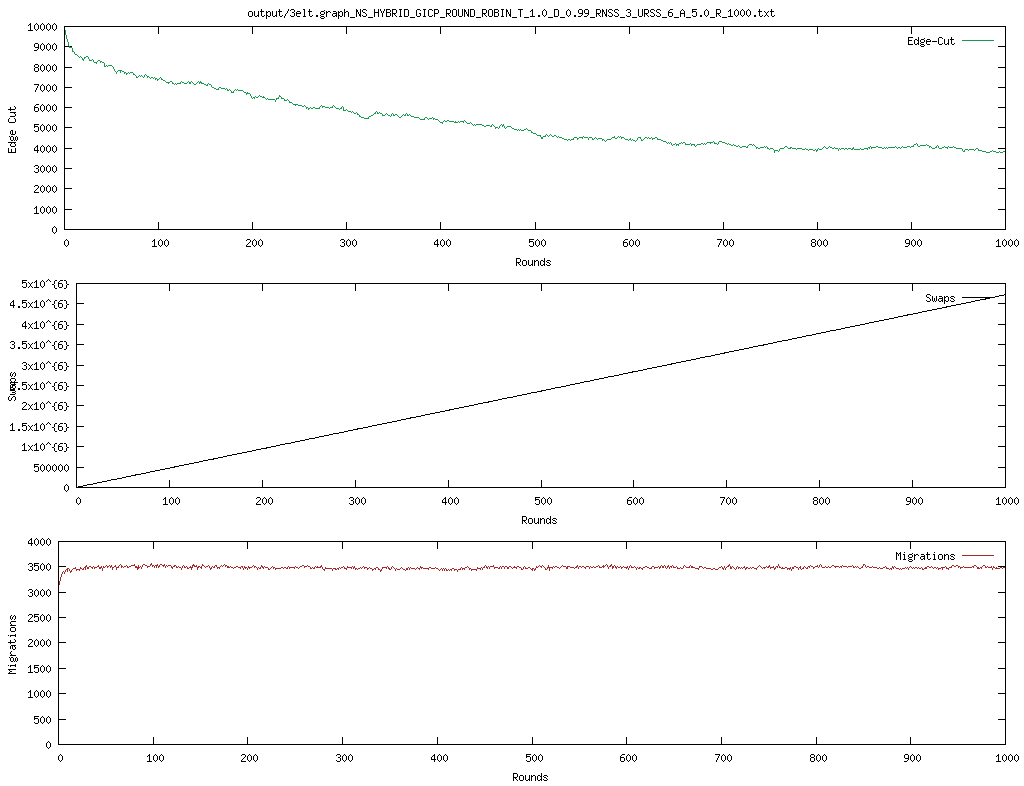 output/3elt.graph_NS_HYBRID_GICP_ROUND_ROBIN_T_1.0_D_0.99_RNSS_3_URSS_6_A_5.0_R_1000.txt
10000
Edge-Cut
9000
8000
7000
6000
Edge Cut
5000
4000
3000
2000
1000
0
0 100 200 300 400 500 600 700 800 900 1000
Rounds
5x10^{6}
Swaps
4.5x10^{6}
4x10^{6}
3.5x10^{6}
3x10^{6}
Swaps
2.5x10^{6}
2x10^{6}
1.5x10^{6}
1x10^{6}
500000
0
0 100 200 300 400 500 600 700 800 900 1000
Rounds
4000
Migrations
3500
3000
2500
Migrations
2000
1500
1000
500
0
0 100 200 300 400 500 600 700 800 900 1000
Rounds